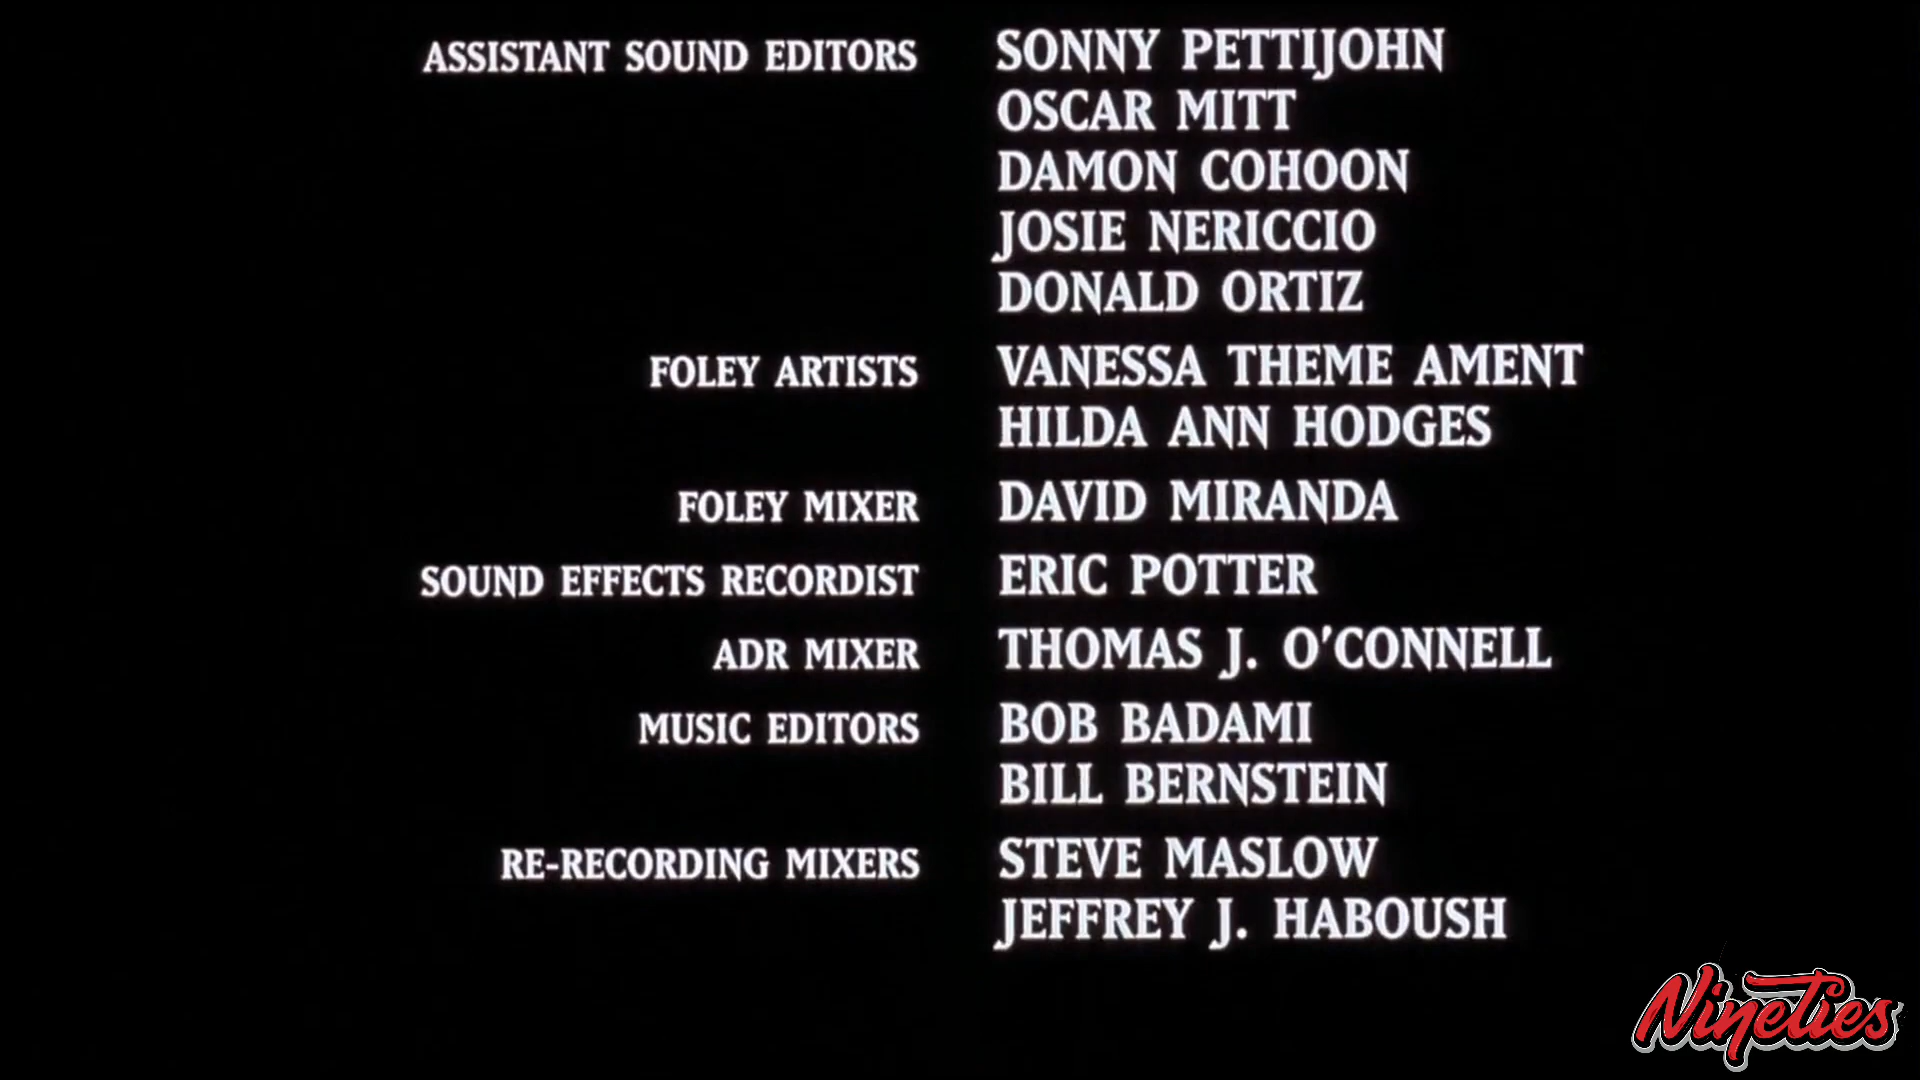 ASSISTANT SOUND EDITORS SONNY PETTIJOHN
OSCAR MITT
DAMON COHOON
JOSIE NERICCIO
DONALD ORTIZ
FOLEY ARTISTS VANESSA THEME AMENT
HILDA ANN HODGES
FOLEY MIXER DAVID MIRANDA
SOUND EFFECTS RECORDIST ERIC POTTER
ADR MIXER THOMAS J. O'CONNELL
MUSIC EDITORS BOB BADAMI
BILL BERNSTEIN
RE-RECORDING MIXERS STEVE MASLOW
JEFFREY J. HABOUSH
Nineties